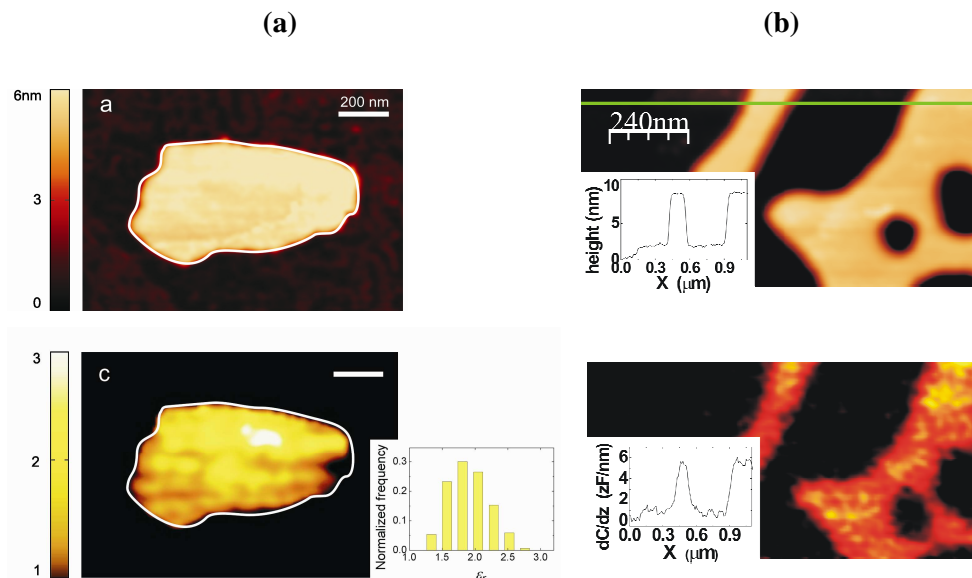 (a)
(b)
6nm
3
0
a
200 nm
240nm
height (nm)
10
5
0
0.0 0.3 0.6 0.9
X (μm)
3
2
1
c
Normalized frequency
0.3
0.2
0.1
0.0
1.0 1.5 2.0 2.5 3.0
εr
dC/dz (zF/nm)
6
4
2
0
0.0 0.3 0.6 0.9
X (μm)